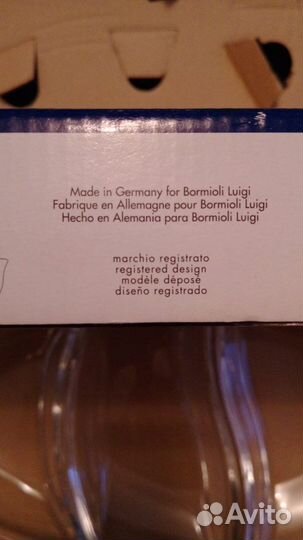 Made in Germany for Bormioli Luigi
Fabrique en Allemagne pour Bormioli Luigi
Hecho en Alemania para Bormioli Luigi
marchio registrato
registered design
modèle déposé
diseño registrado
Avito